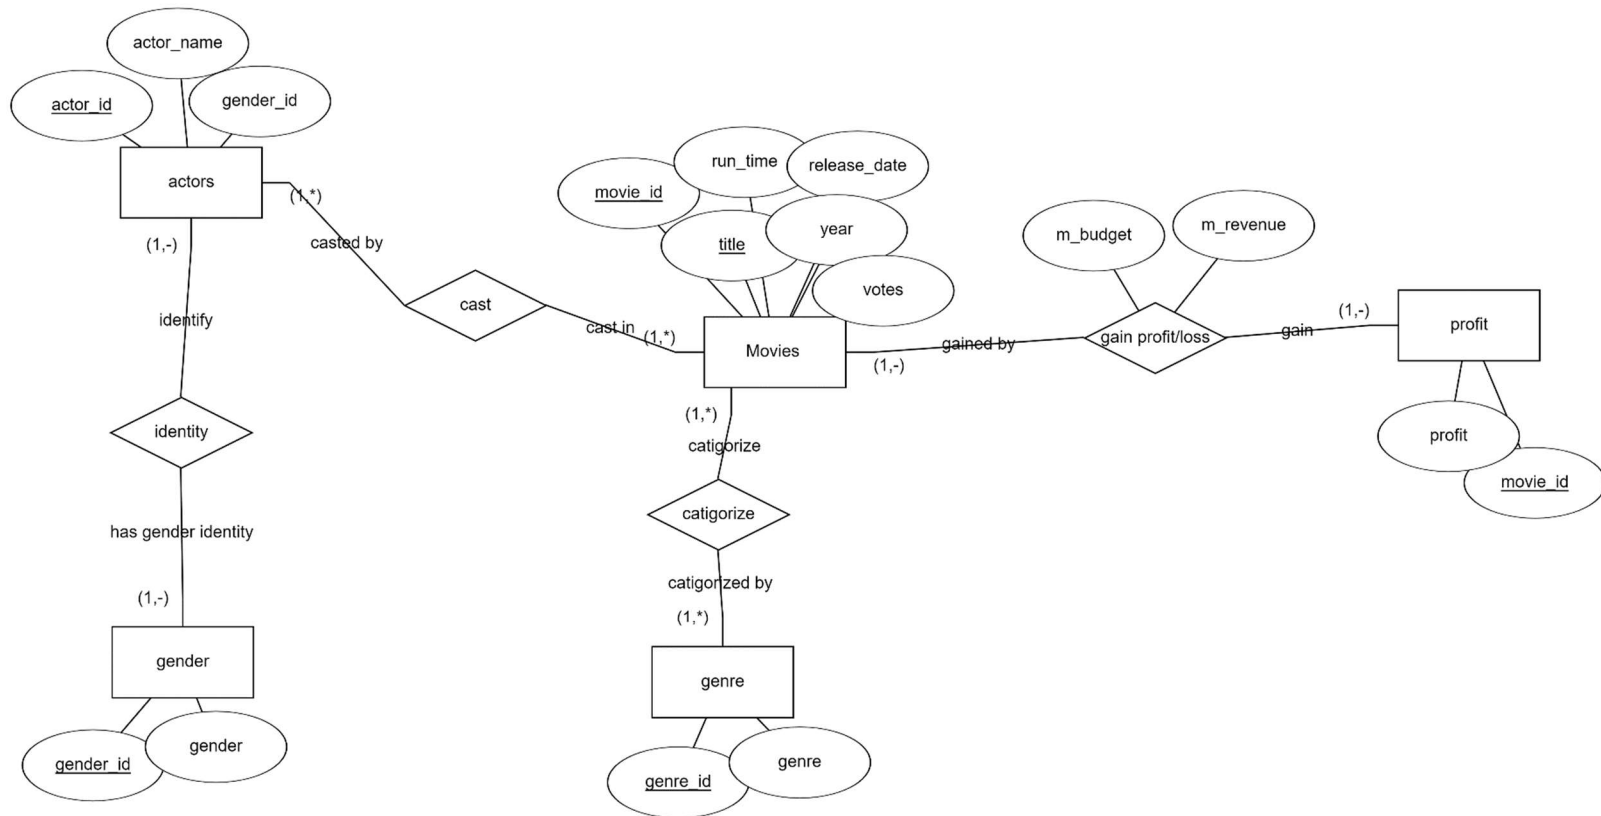 actor_name
actor_id
gender_id
actors
(1,*)
(1,-)
casted by
identify
cast
cast in
(1,*)
identity
has gender identity
(1,-)
gender
gender_id
gender
run_time
release_date
movie_id
title
year
votes
Movies
(1,-)
(1,*)
catigorize
catigorize
catigorized by
(1,*)
genre
genre_id
genre
m_budget
m_revenue
gained by
gain profit/loss
gain
(1,-)
profit
profit
movie_id